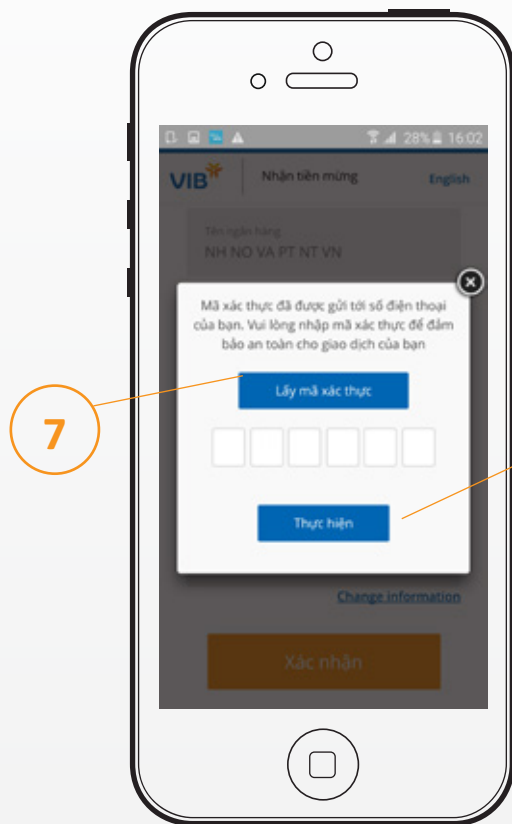 28% 16:02
VIB
Nhận tiền mừng
English
Tên ngân hàng
NH NO VA PT NT VN
Mã xác thực đã được gửi tới số điện thoại
của bạn. Vui lòng nhập mã xác thực để đảm
bảo an toàn cho giao dịch của bạn
Lấy mã xác thực
7
Thực hiện
Change information
Xác nhận